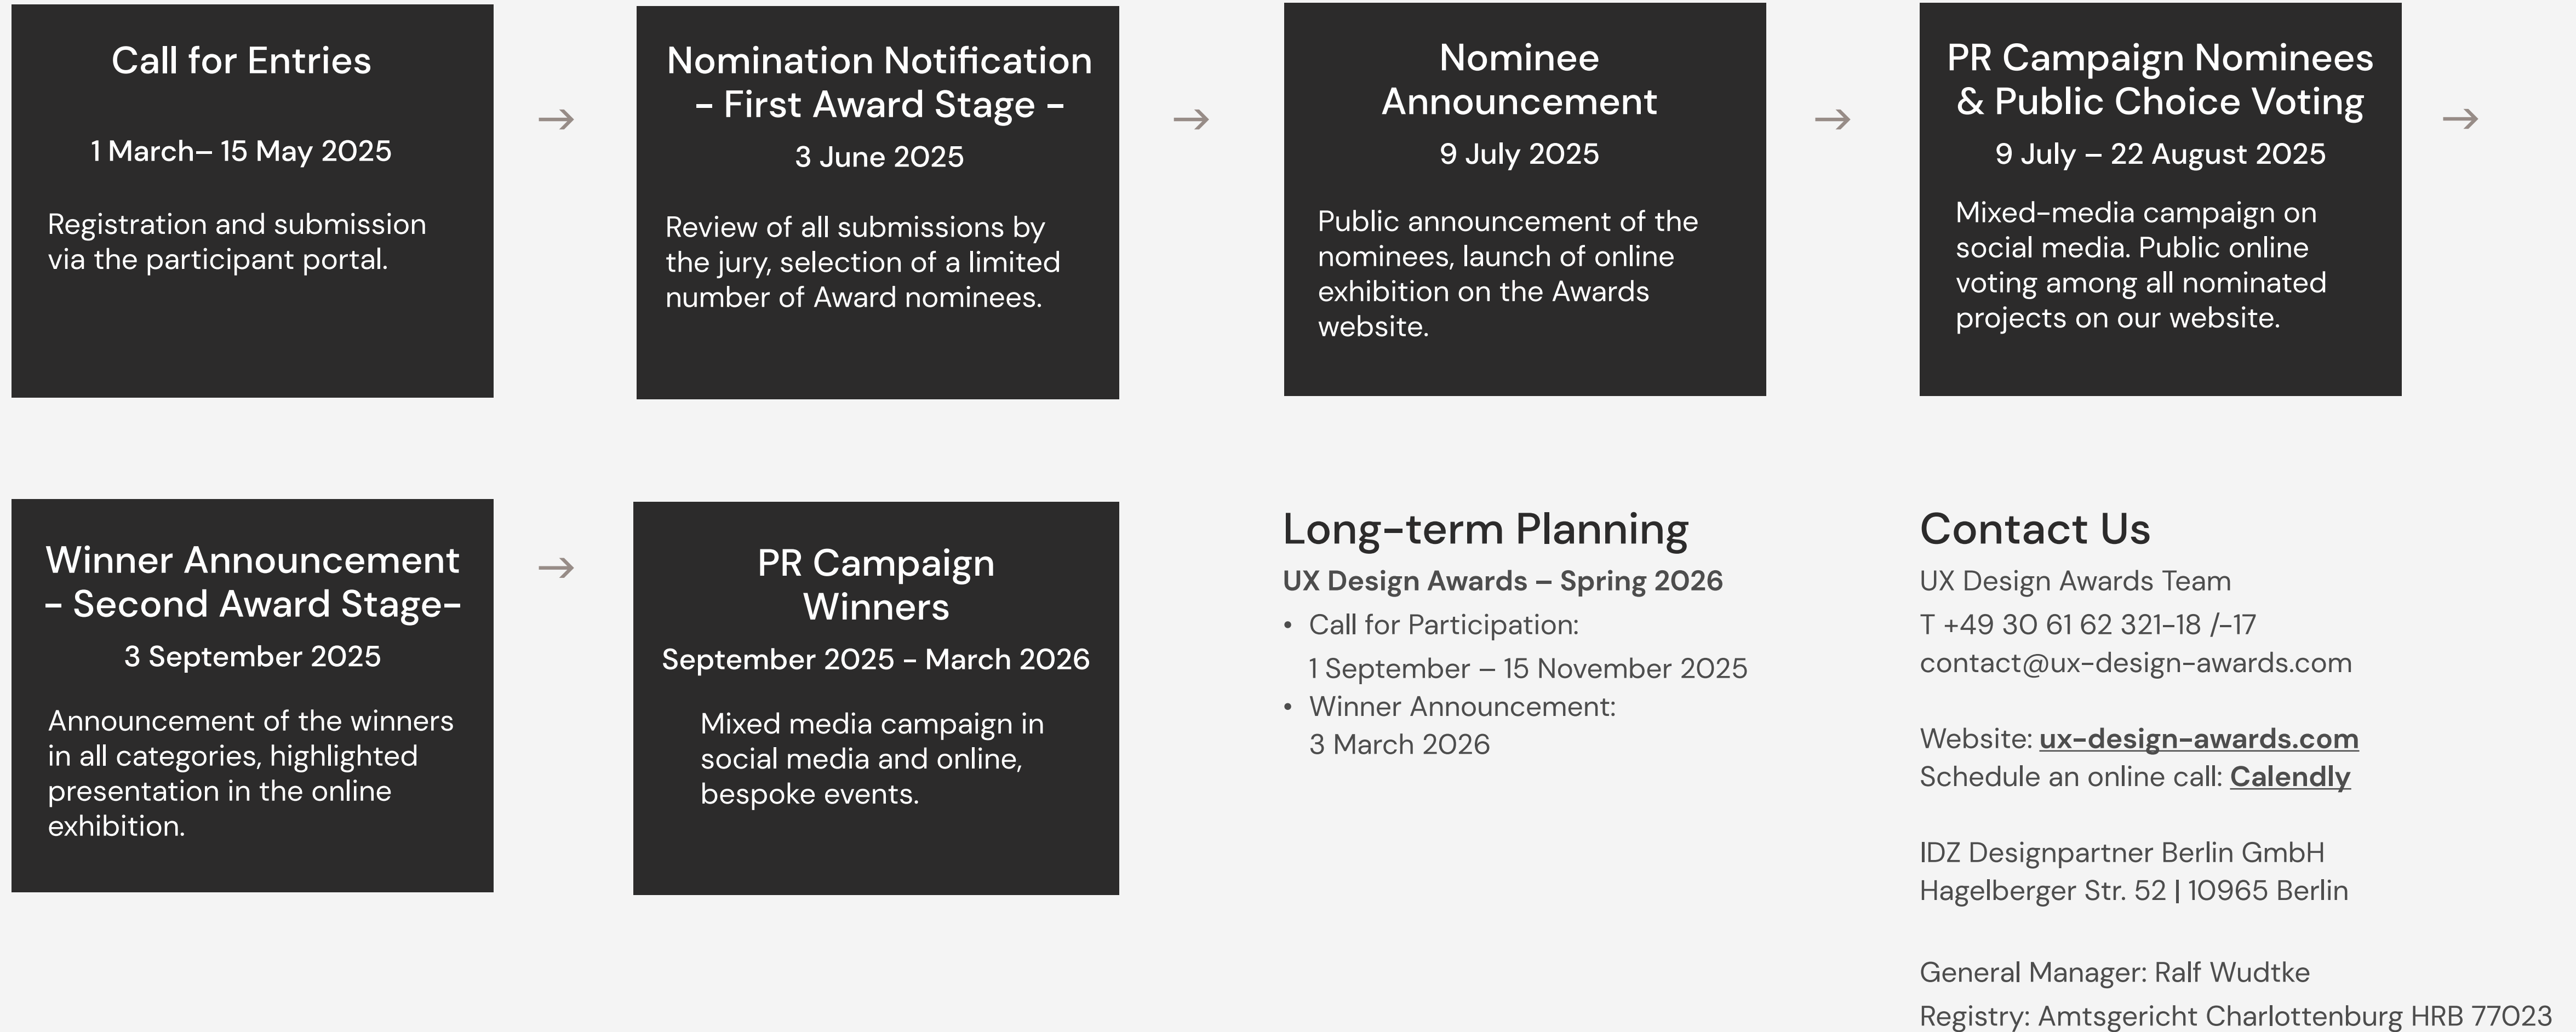 Call for Entries
1 March– 15 May 2025
Registration and submission
via the participant portal.
→
Nomination Notification
- First Award Stage -
3 June 2025
Review of all submissions by
the jury, selection of a limited
number of Award nominees.
→
Nominee
Announcement
9 July 2025
Public announcement of the
nominees, launch of online
exhibition on the Awards
website.
→
PR Campaign Nominees
& Public Choice Voting
9 July – 22 August 2025
Mixed-media campaign on
social media. Public online
voting among all nominated
projects on our website.
→
Winner Announcement
- Second Award Stage-
3 September 2025
Announcement of the winners
in all categories, highlighted
presentation in the online
exhibition.
→
PR Campaign
Winners
September 2025 - March 2026
Mixed media campaign in
social media and online,
bespoke events.
Long-term Planning
UX Design Awards – Spring 2026
• Call for Participation:
1 September – 15 November 2025
• Winner Announcement:
3 March 2026
Contact Us
UX Design Awards Team
T +49 30 61 62 321-18 /-17
contact@ux-design-awards.com
Website: ux-design-awards.com
Schedule an online call: Calendly
IDZ Designpartner Berlin GmbH
Hagelberger Str. 52 | 10965 Berlin
General Manager: Ralf Wudtke
Registry: Amtsgericht Charlottenburg HRB 77023